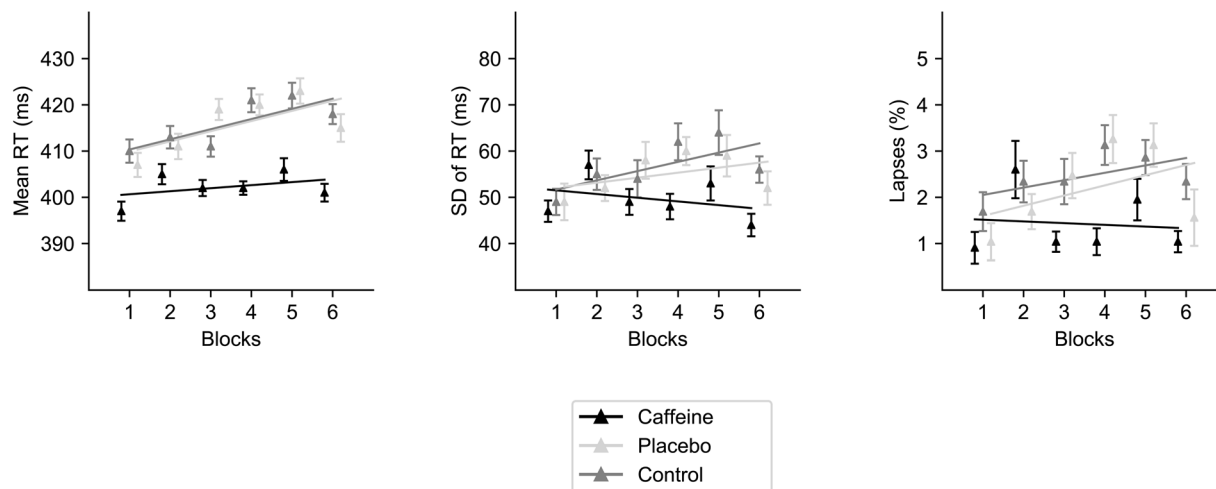 Mean RT (ms)
430
420
410
400
390
1 2 3 4 5 6
Blocks
SD of RT (ms)
80
70
60
50
40
1 2 3 4 5 6
Blocks
Lapses (%)
5
4
3
2
1
1 2 3 4 5 6
Blocks
Caffeine
Placebo
Control